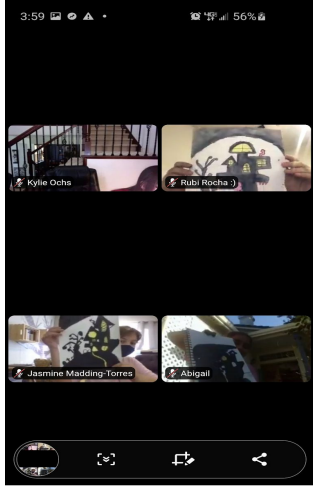 3:59 56%
Kylie Ochs
Rubi Rocha :)
Jasmine Madding-Torres
Abigail